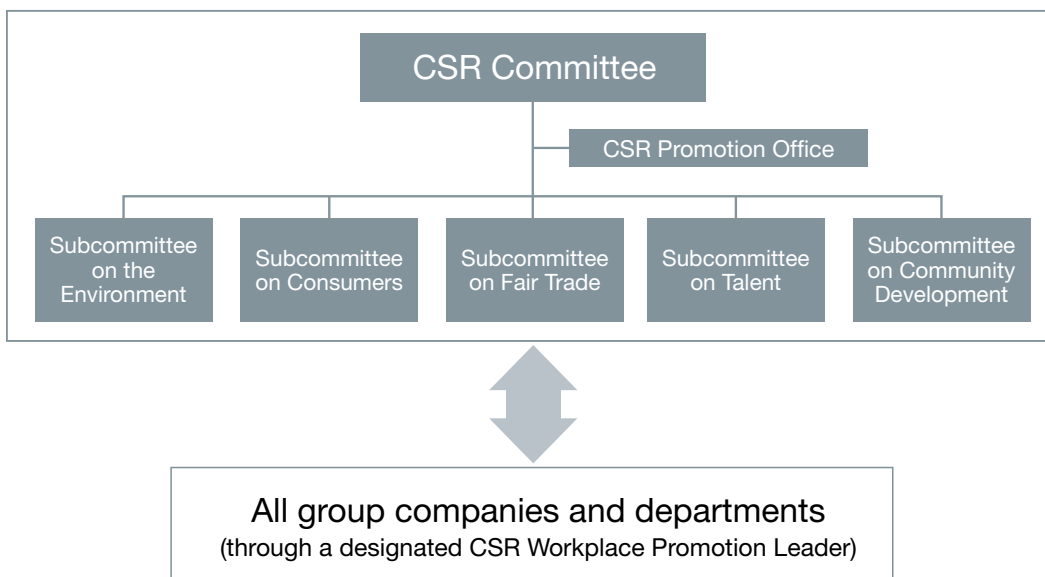 CSR Committee
CSR Promotion Office
Subcommittee
on the
Environment
Subcommittee
on Consumers
Subcommittee
on Fair Trade
Subcommittee
on Talent
Subcommittee
on Community
Development
All group companies and departments
(through a designated CSR Workplace Promotion Leader)